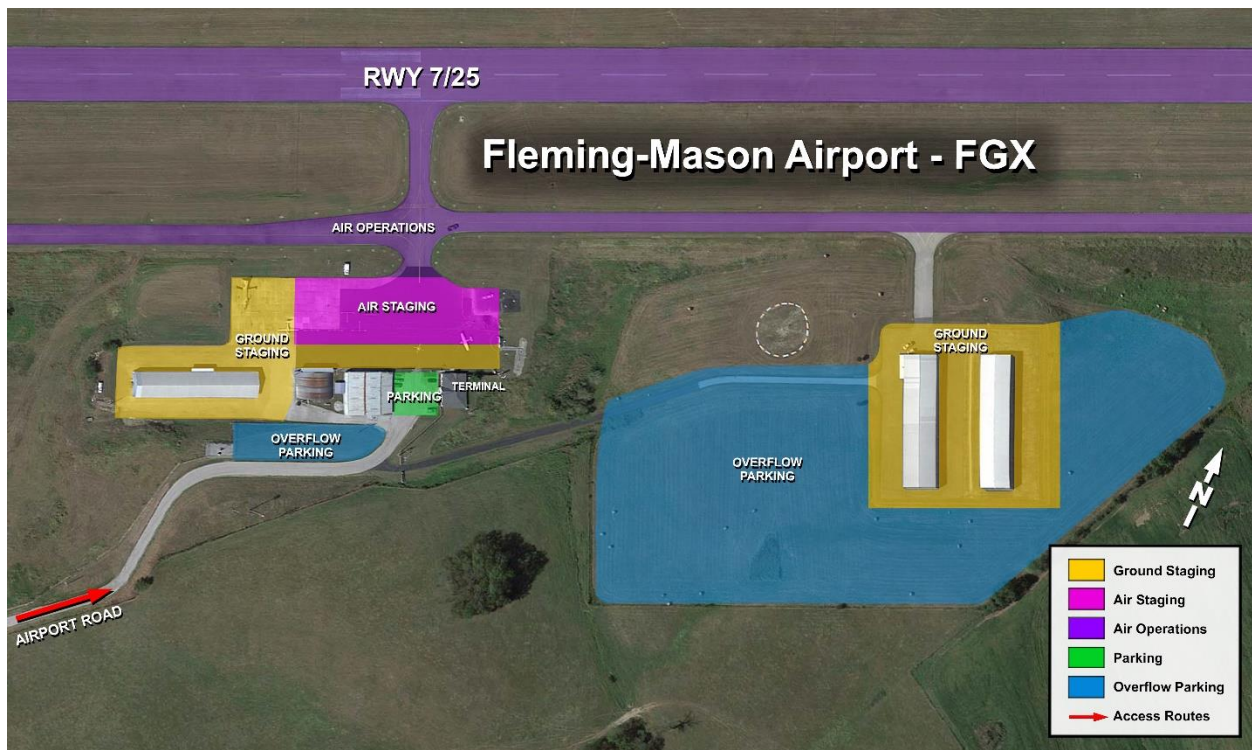 RWY 7/25
Fleming-Mason Airport - FGX
AIR OPERATIONS
AIR STAGING
GROUND
STAGING
GROUND
STAGING
PARKING
TERMINAL
OVERFLOW
PARKING
OVERFLOW
PARKING
N
AIRPORT ROAD
Ground Staging
Air Staging
Air Operations
Parking
Overflow Parking
Access Routes